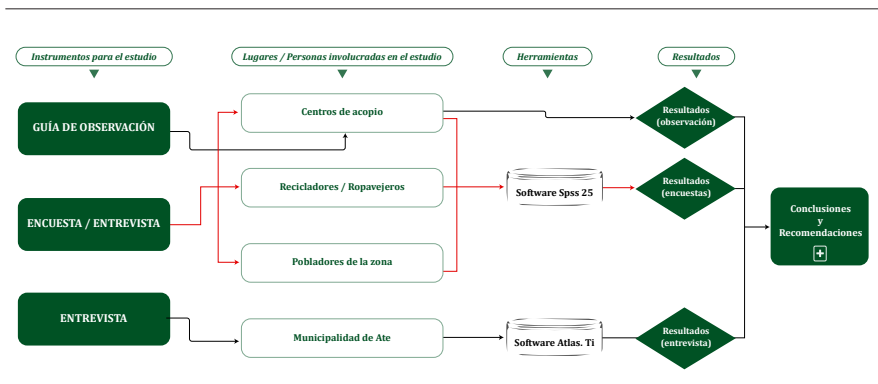 Instrumentos para el estudio
Lugares / Personas involucradas en el estudio
Herramientas
Resultados
GUÍA DE OBSERVACIÓN
Centros de acopio
Resultados
(observación)
ENCUESTA / ENTREVISTA
Recicladores / Ropavejeros
Software Spss 25
Resultados
(encuestas)
Pobladores de la zona
Conclusiones
y
Recomendaciones
ENTREVISTA
Municipalidad de Ate
Software Atlas. Ti
Resultados
(entrevista)